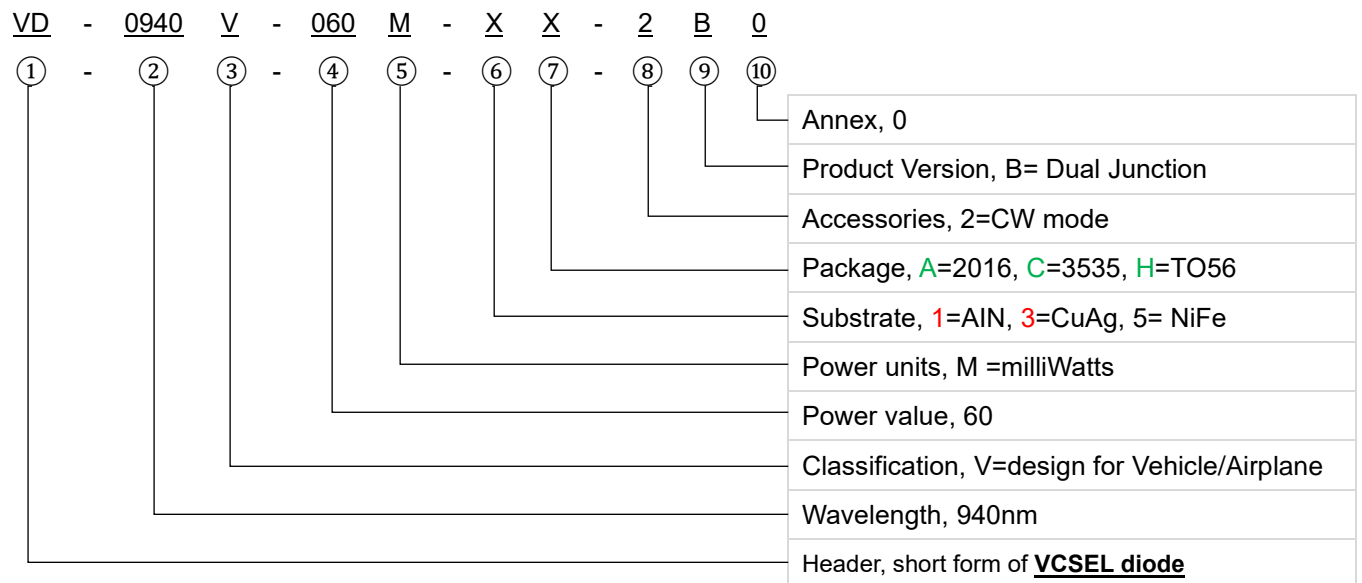 VD - 0940 V - 060 M - X X - 2 B 0
① - ② ③ - ④ ⑤ - ⑥ ⑦ - ⑧ ⑨ ⑩
Annex, 0
Product Version, B= Dual Junction
Accessories, 2=CW mode
Package, A=2016, C=3535, H=TO56
Substrate, 1=AIN, 3=CuAg, 5= NiFe
Power units, M =milliWatts
Power value, 60
Classification, V=design for Vehicle/Airplane
Wavelength, 940nm
Header, short form of VCSEL diode